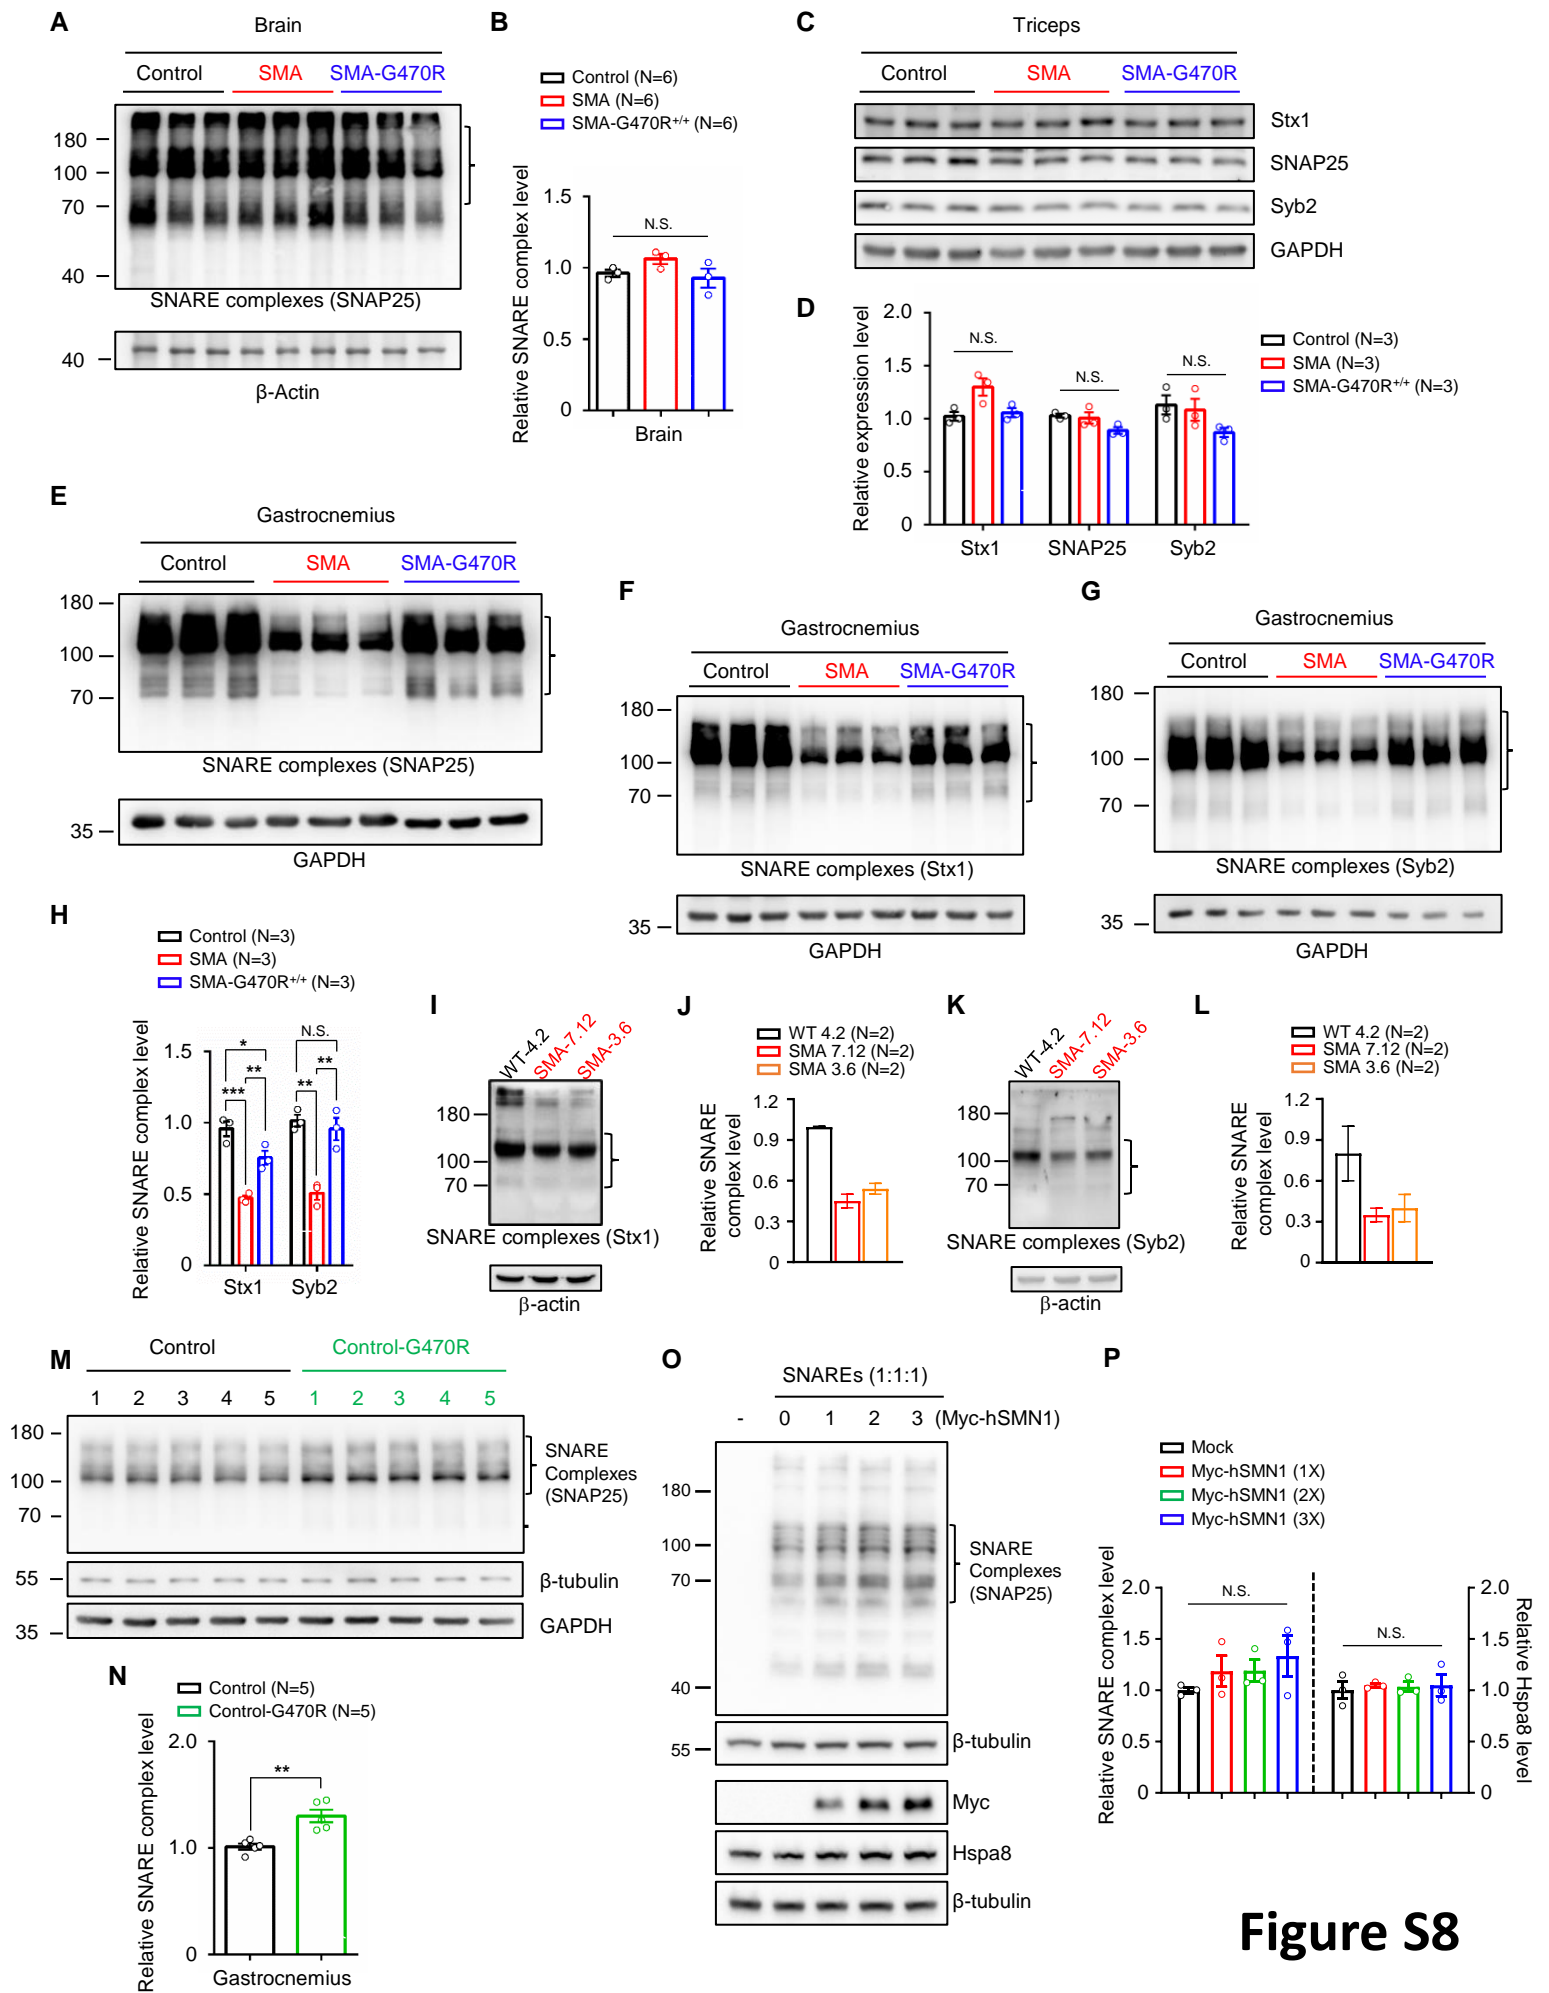 A
Brain
Control SMA SMA-G470R
180
100
70
40
SNARE complexes (SNAP25)
40
β-Actin
B
Control (N=6)
SMA (N=6)
SMA-G470R+/+ (N=6)
Relative SNARE complex level
1.5
1.0
0.5
0
N.S.
Brain
C
Triceps
Control SMA SMA-G470R
Stx1
SNAP25
Syb2
GAPDH
D
Relative expression level
2.0
1.5
1.0
0.5
0
N.S.
N.S.
N.S.
Stx1 SNAP25 Syb2
Control (N=3)
SMA (N=3)
SMA-G470R+/+ (N=3)
E
Gastrocnemius
Control SMA SMA-G470R
180
100
70
SNARE complexes (SNAP25)
35
GAPDH
F
Gastrocnemius
Control SMA SMA-G470R
180
100
70
SNARE complexes (Stx1)
35
GAPDH
G
Gastrocnemius
Control SMA SMA-G470R
180
100
70
SNARE complexes (Syb2)
35
GAPDH
H
Control (N=3)
SMA (N=3)
SMA-G470R+/+ (N=3)
Relative SNARE complex level
1.5
1.0
0.5
0
*
**
***
N.S.
**
**
Stx1 Syb2
I
WT-4.2 SMA-7.12 SMA-3.6
180
100
70
SNARE complexes (Stx1)
β-actin
J
WT 4.2 (N=2)
SMA 7.12 (N=2)
SMA 3.6 (N=2)
Relative SNARE
complex level
1.2
0.9
0.6
0.3
0
K
WT-4.2 SMA-7.12 SMA-3.6
180
100
70
SNARE complexes (Syb2)
β-actin
L
WT 4.2 (N=2)
SMA 7.12 (N=2)
SMA 3.6 (N=2)
Relative SNARE
complex level
1.2
0.9
0.6
0.3
0
M
Control Control-G470R
1 2 3 4 5 1 2 3 4 5
180
100
70
SNARE
Complexes
(SNAP25)
55
β-tubulin
35
GAPDH
N
Control (N=5)
Control-G470R (N=5)
Relative SNARE complex level
2.0
1.0
0
**
Gastrocnemius
O
SNAREs (1:1:1)
- 0 1 2 3 (Myc-hSMN1)
180
100
70
40
SNARE
Complexes
(SNAP25)
55
β-tubulin
Myc
Hspa8
β-tubulin
P
Mock
Myc-hSMN1 (1X)
Myc-hSMN1 (2X)
Myc-hSMN1 (3X)
Relative SNARE complex level
2.0
1.5
1.0
0.5
0
N.S.
N.S.
2.0
1.5
1.0
0.5
0
Relative Hspa8 level
Figure S8